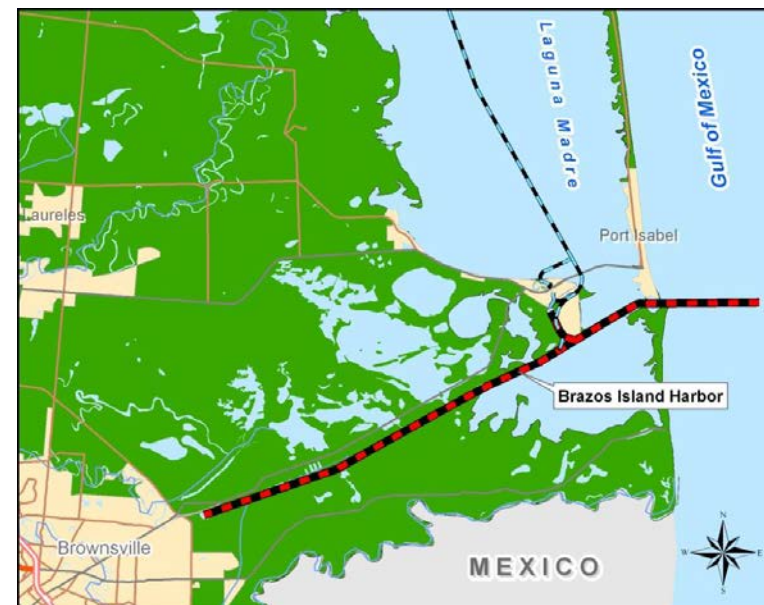 Laguna Madre
Gulf of Mexico
Laureles
Port Isabel
Brazos Island Harbor
Brownsville
MEXICO
N
W
E
S